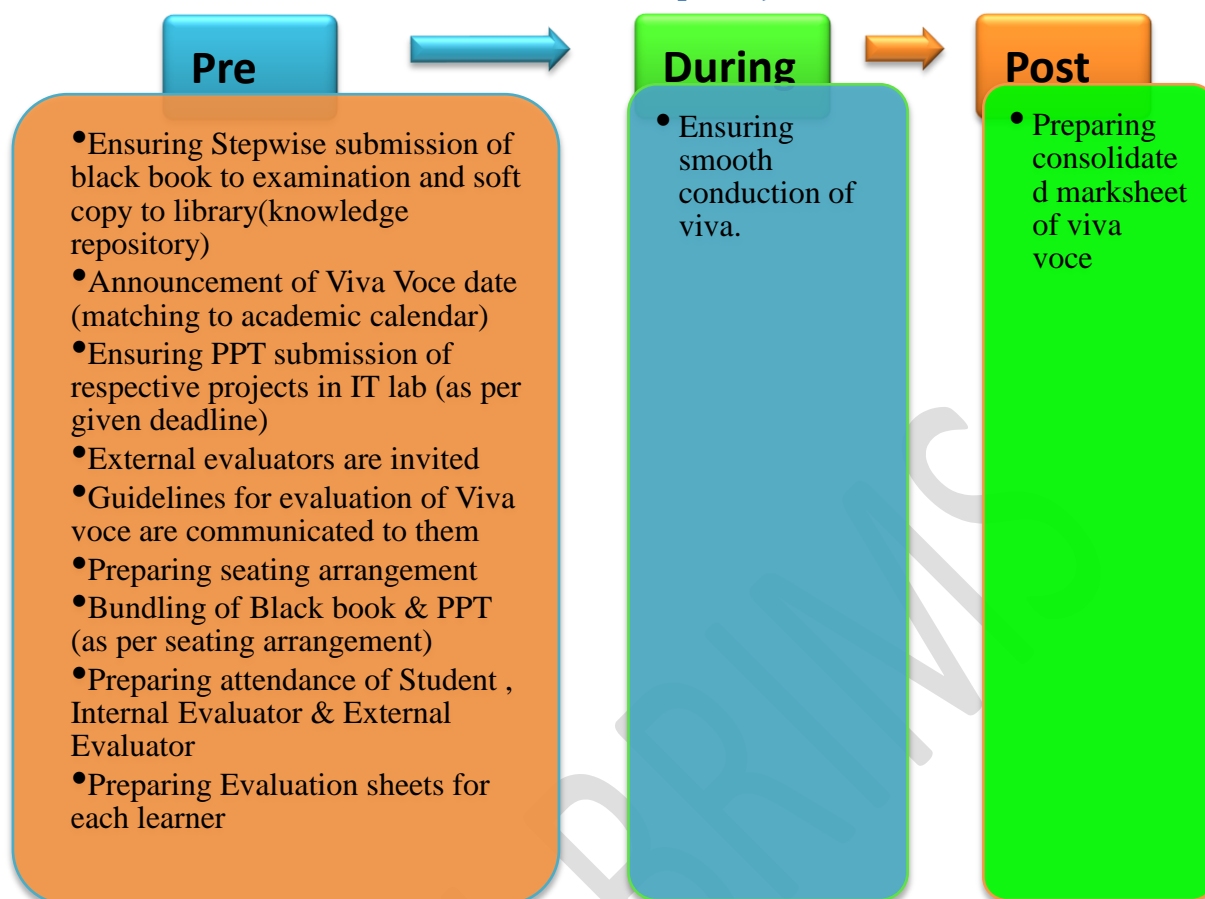 Pre
•Ensuring Stepwise submission of
black book to examination and soft
copy to library(knowledge
repository)
•Announcement of Viva Voce date
(matching to academic calendar)
•Ensuring PPT submission of
respective projects in IT lab (as per
given deadline)
•External evaluators are invited
•Guidelines for evaluation of Viva
voce are communicated to them
•Preparing seating arrangement
•Bundling of Black book & PPT
(as per seating arrangement)
•Preparing attendance of Student ,
Internal Evaluator & External
Evaluator
•Preparing Evaluation sheets for
each learner
During
• Ensuring
smooth
conduction of
viva.
Post
• Preparing
consolidate
d marksheet
of viva
voce
BRIMS